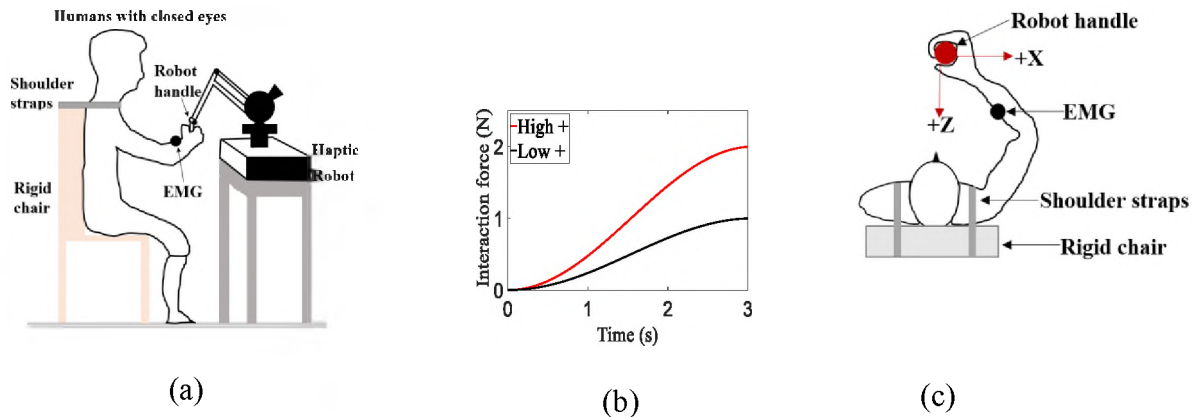 Humans with closed eyes
Shoulder
straps
Robot
handle
Rigid
chair
EMG
Haptic
Robot
(a)
Interaction force (N)
2
1
0
High +
Low +
0 1 2 3
Time (s)
(b)
Robot handle
+X
+Z
EMG
Shoulder straps
Rigid chair
(c)